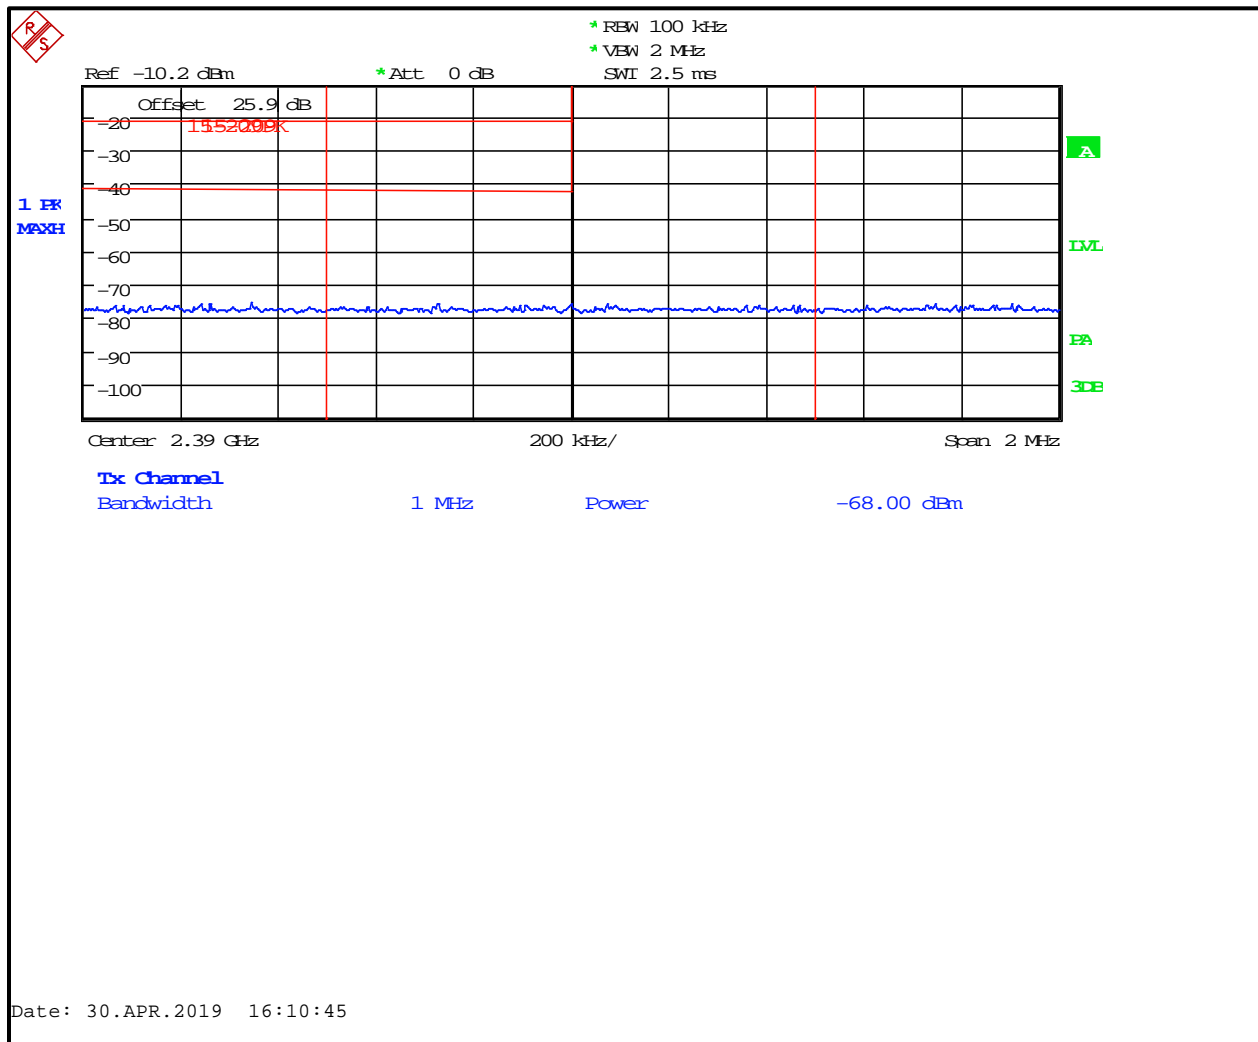 R
S
*RBW 100 kHz
*VBW 2 MHz
Ref -10.2 dBm *Att 0 dB SWT 2.5 ms
Offset 25.9 dB
-20
-30
A
-40
1 PK
MAXH
-50
LVL
-60
-70
-80
PA
-90
3DB
-100
Center 2.39 GHz 200 kHz/ Span 2 MHz
Tx Channel
Bandwidth 1 MHz Power -68.00 dBm
Date: 30.APR.2019 16:10:45